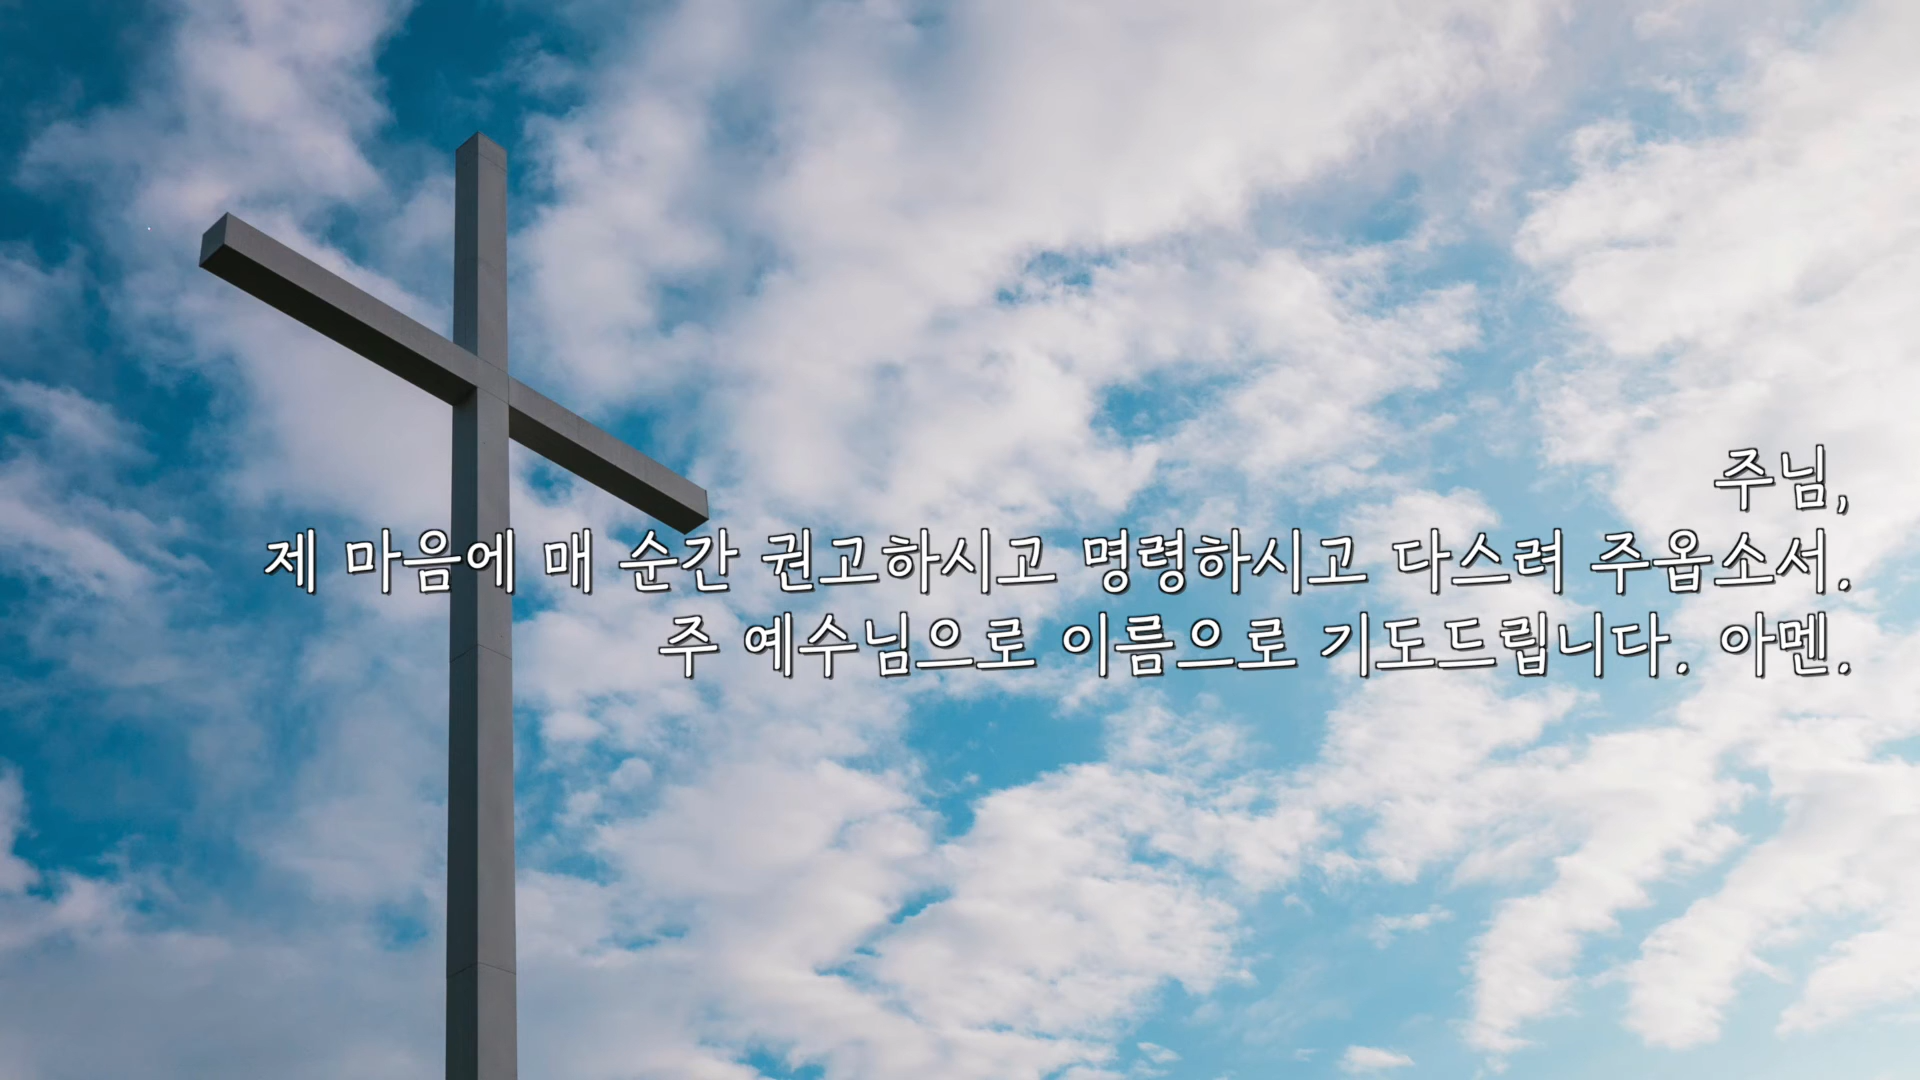 주님,
제 마음에 매 순간 권고하시고 명령하시고 다스려 주옵소서.
주 예수님으로 이름으로 기도드립니다. 아멘.